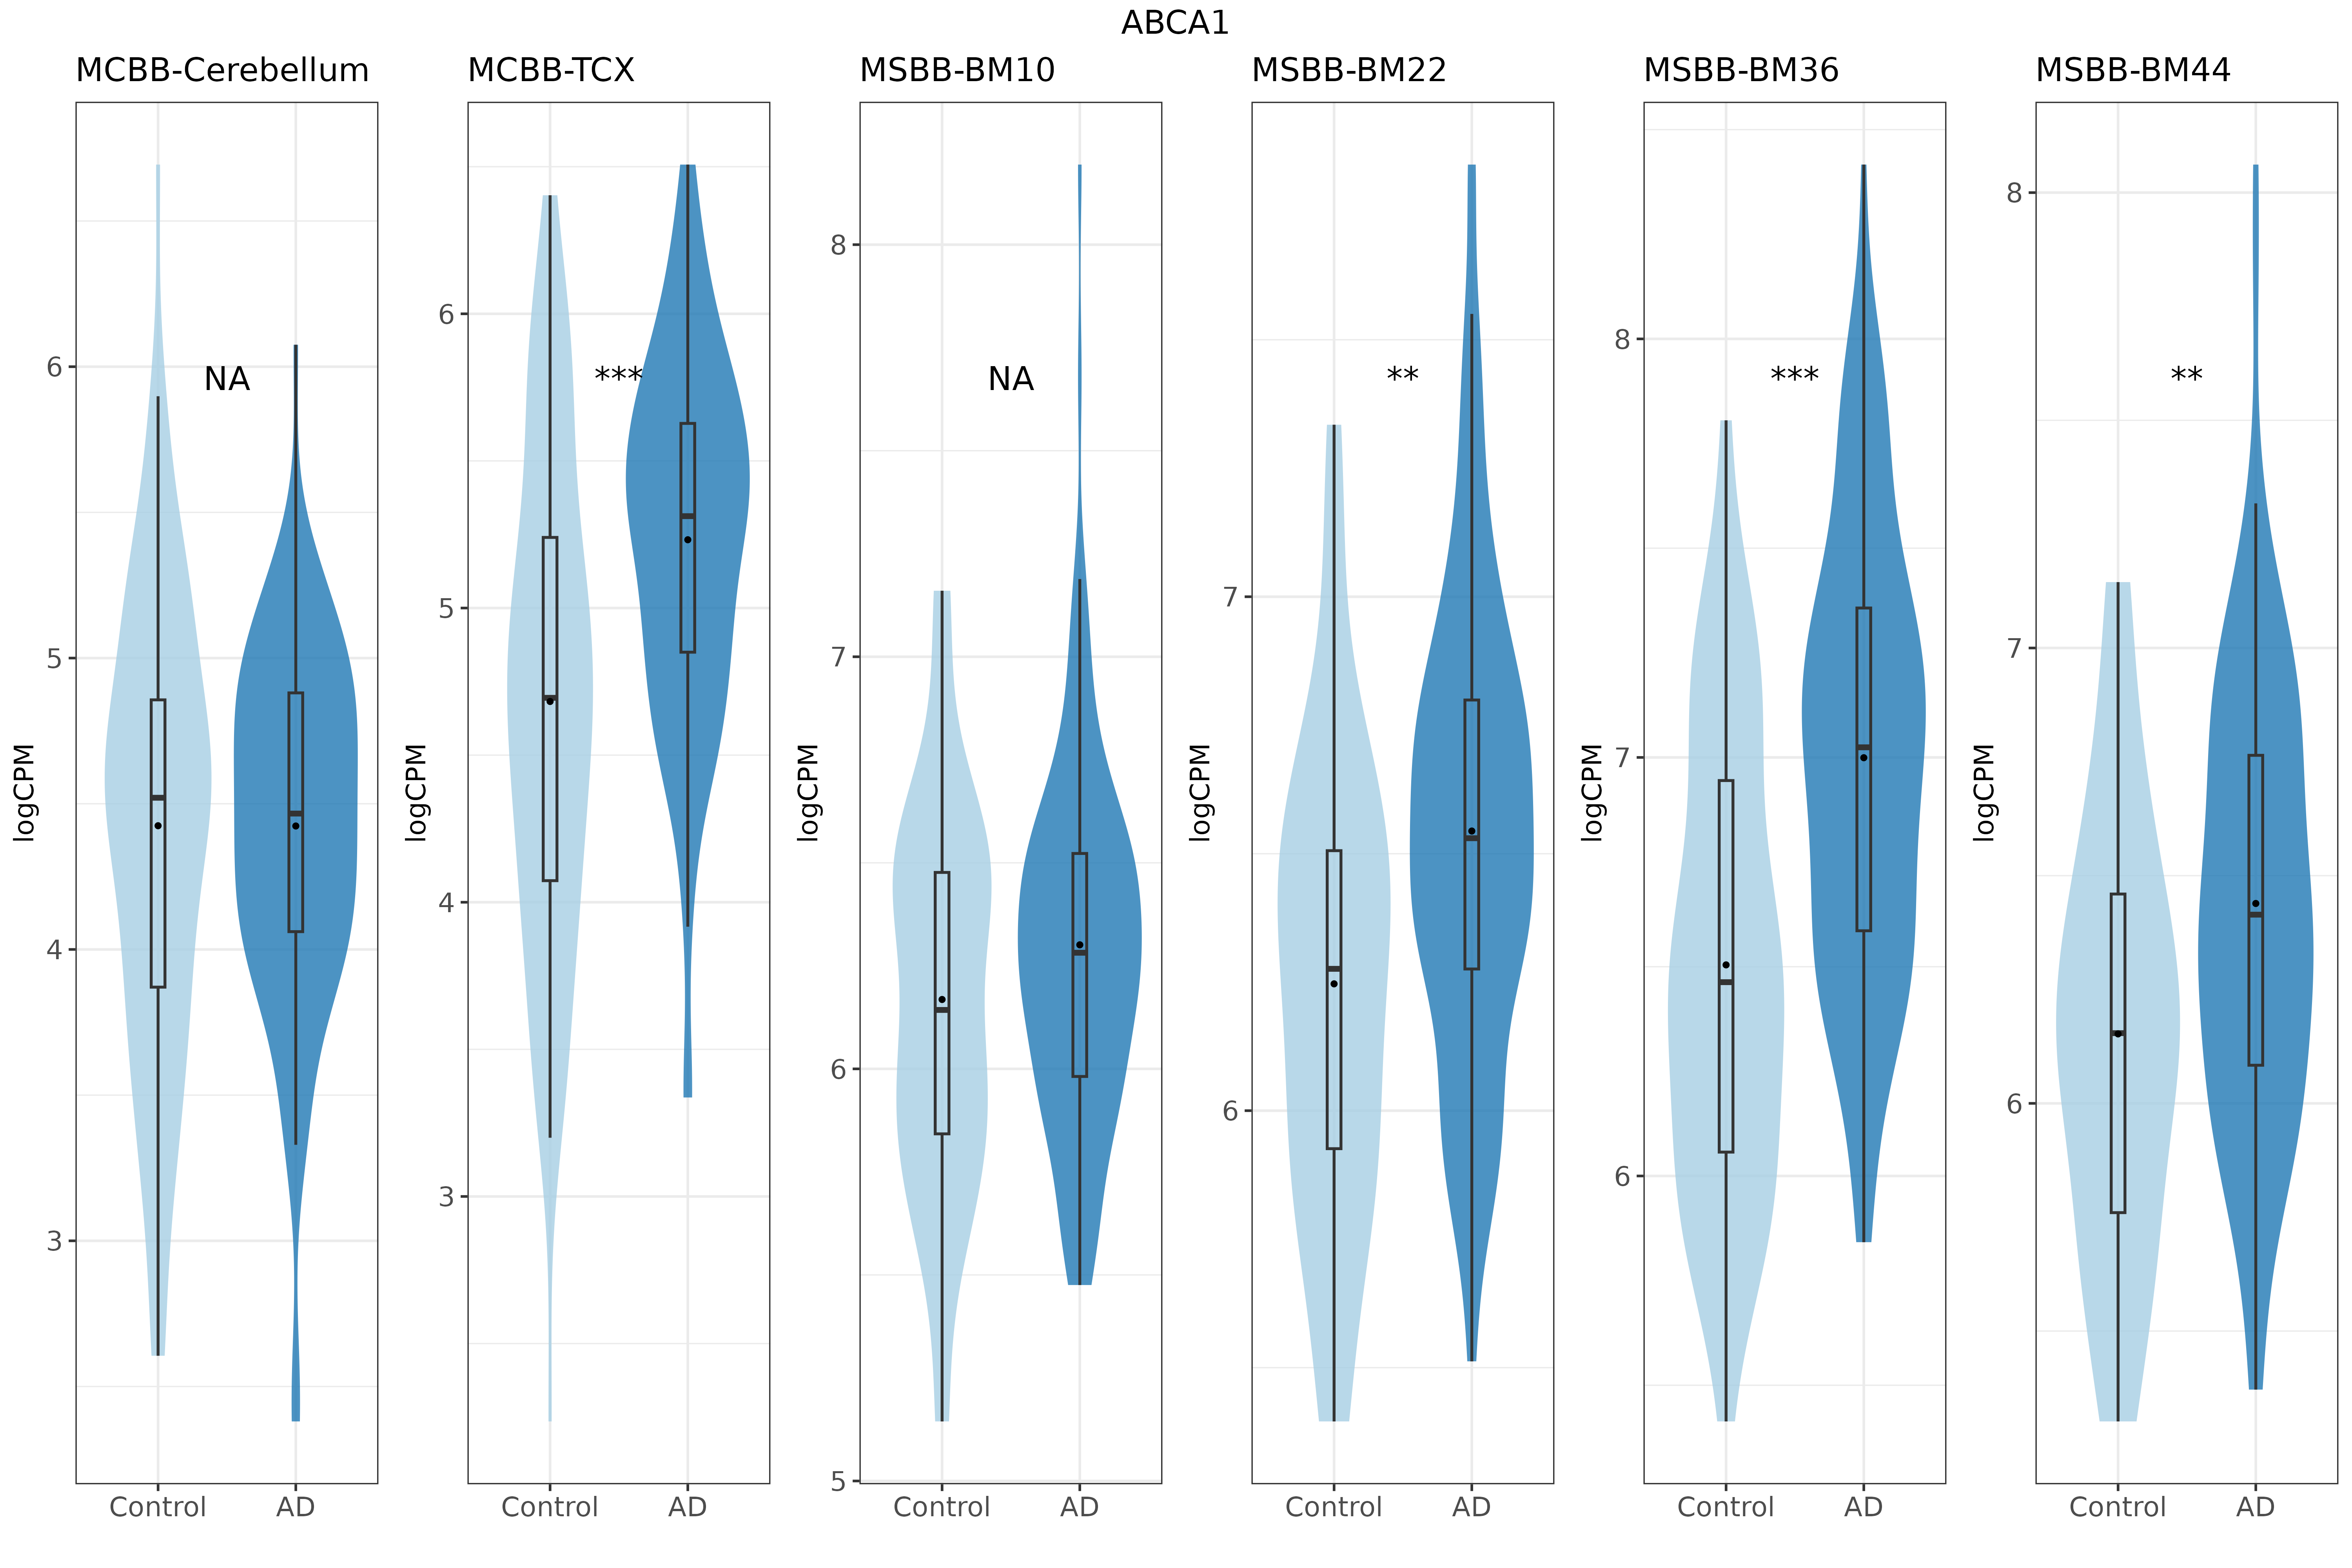 ABCA1
MCBB-Cerebellum
logCPM
6
5
4
3
NA
Control AD
MCBB-TCX
logCPM
6
5
4
3
***
Control AD
MSBB-BM10
logCPM
8
7
6
5
NA
Control AD
MSBB-BM22
logCPM
7
6
**
Control AD
MSBB-BM36
logCPM
8
7
6
***
Control AD
MSBB-BM44
logCPM
8
7
6
**
Control AD